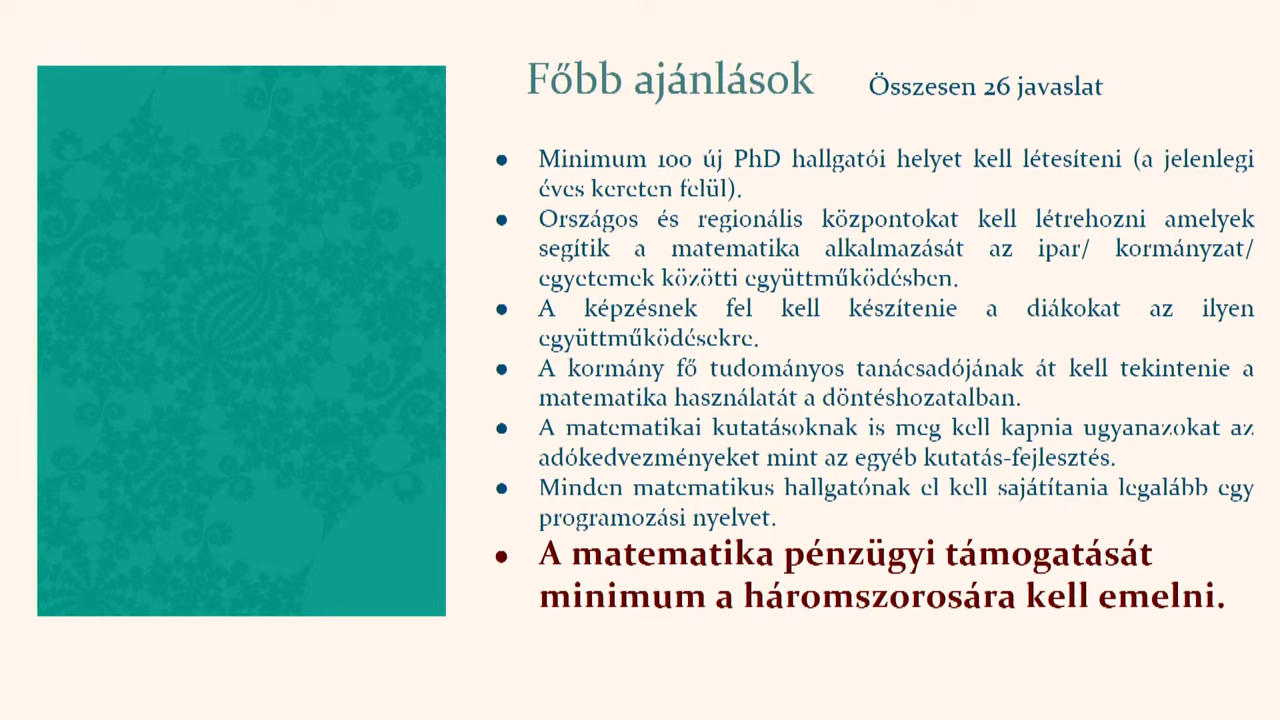 Főbb ajánlások
Összesen 26 javaslat
● Minimum 100 új PhD hallgatói helyet kell létesíteni (a jelenlegi
éves kereten felül).
● Országos és regionális központokat kell létrehozni amelyek
segítik a matematika alkalmazását az ipar/ kormányzat/
egyetemek közötti együttműködésben.
● A képzésnek fel kell készítenie a diákokat az ilyen
együttműködésekre.
● A kormány fő tudományos tanácsadójának át kell tekintenie a
matematika használatát a döntéshozatalban.
● A matematikai kutatásoknak is meg kell kapnia ugyanazokat az
adókedvezményeket mint az egyéb kutatás-fejlesztés.
● Minden matematikus hallgatónak el kell sajátítania legalább egy
programozási nyelvet.
● A matematika pénzügyi támogatását
minimum a háromszorosára kell emelni.